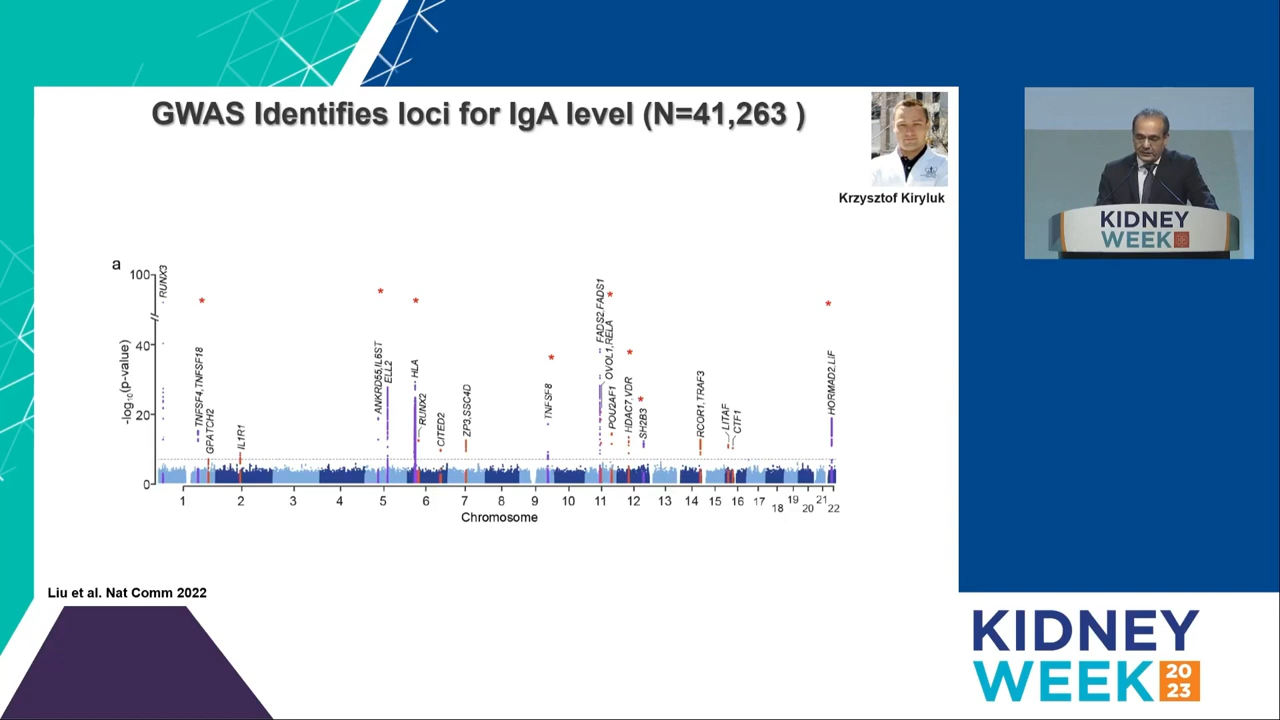 GWAS Identifies loci for IgA level (N=41,263 )
Krzysztof Kiryluk
KIDNEY
WEEK
a
-log10(p-value)
100
40
20
0
RUNX3
*
TNFSF4,TNFSF18
GPATCH2
IL1R1
*
ANKRD55,IL6ST
ELL2
*
HLA
RUNX2
CITED2
ZP3,SSC4D
*
TNFSF8
FADS2,FADS1
*
OVOL1,RELA
POU2AF1
*
HDAC7,VDR
*
SH2B3
RCOR1,TRAF3
LITAF
CTF1
*
HORMAD2,LIF
1 2 3 4 5 6 7 8 9 10 11 12 13 14 15 16 17 18 19 20 21 22
Chromosome
Liu et al. Nat Comm 2022
KIDNEY
WEEK 20
23